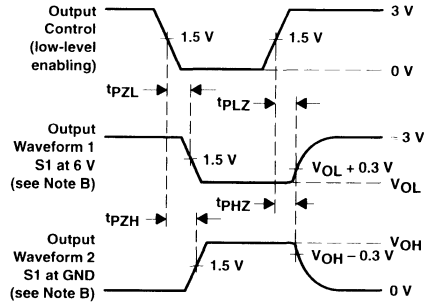 Output
Control
(low-level
enabling)
1.5 V
1.5 V
3 V
0 V
tPZL
tPLZ
Output
Waveform 1
S1 at 6 V
(see Note B)
1.5 V
3 V
VOL + 0.3 V
VOL
tPZH
tPHZ
Output
Waveform 2
S1 at GND
(see Note B)
1.5 V
VOH
VOH – 0.3 V
0 V